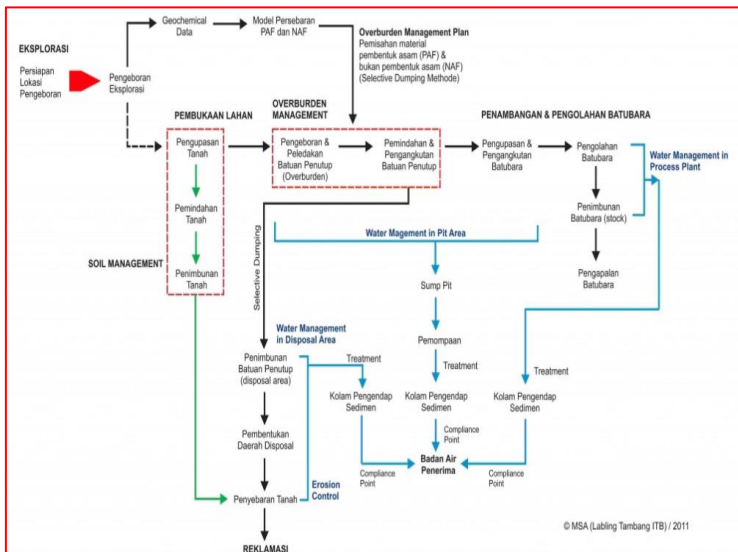 Geochemical
Data
Model Persebaran
PAF dan NAF
Overburden Management Plan
Pemisahan material
pembentuk asam (PAF) &
bukan pembentuk asam (NAF)
(Selective Dumping Methode)
EKSPLORASI
Persiapan
Lokasi
Pengeboran
Pengeboran
Eksplorasi
PEMBUKAAN LAHAN
OVERBURDEN
MANAGEMENT
PENAMBANGAN & PENGOLAHAN BATUBARA
Pengupasan
Tanah
Pengeboran &
Peledakan
Batuan Penutup
(Overburden)
Pemindahan &
Pengangkutan
Batuan Penutup
Pengupasan &
Pengangkutan
Batubara
Pengolahan
Batubara
Water Management in
Process Plant
Pemindahan
Tanah
Penimbunan
Batubara (stock)
SOIL MANAGEMENT
Penimbunan
Tanah
Water Magement in Pit Area
Pengapalan
Batubara
Selective Dumping
Sump Pit
Water Management
in Disposal Area
Pemompaan
Penimbunan
Batuan Penutup
(disposal area)
Treatment
Treatment
Treatment
Kolam Pengendap
Sedimen
Kolam Pengendap
Sedimen
Kolam Pengendap
Sedimen
Pembentukan
Daerah Disposal
Compliance
Point
Badan Air
Penerima
Compliance
Point
Compliance
Point
Penyebaran Tanah
Erosion
Control
REKLAMASI
© MSA (Labling Tambang ITB) / 2011